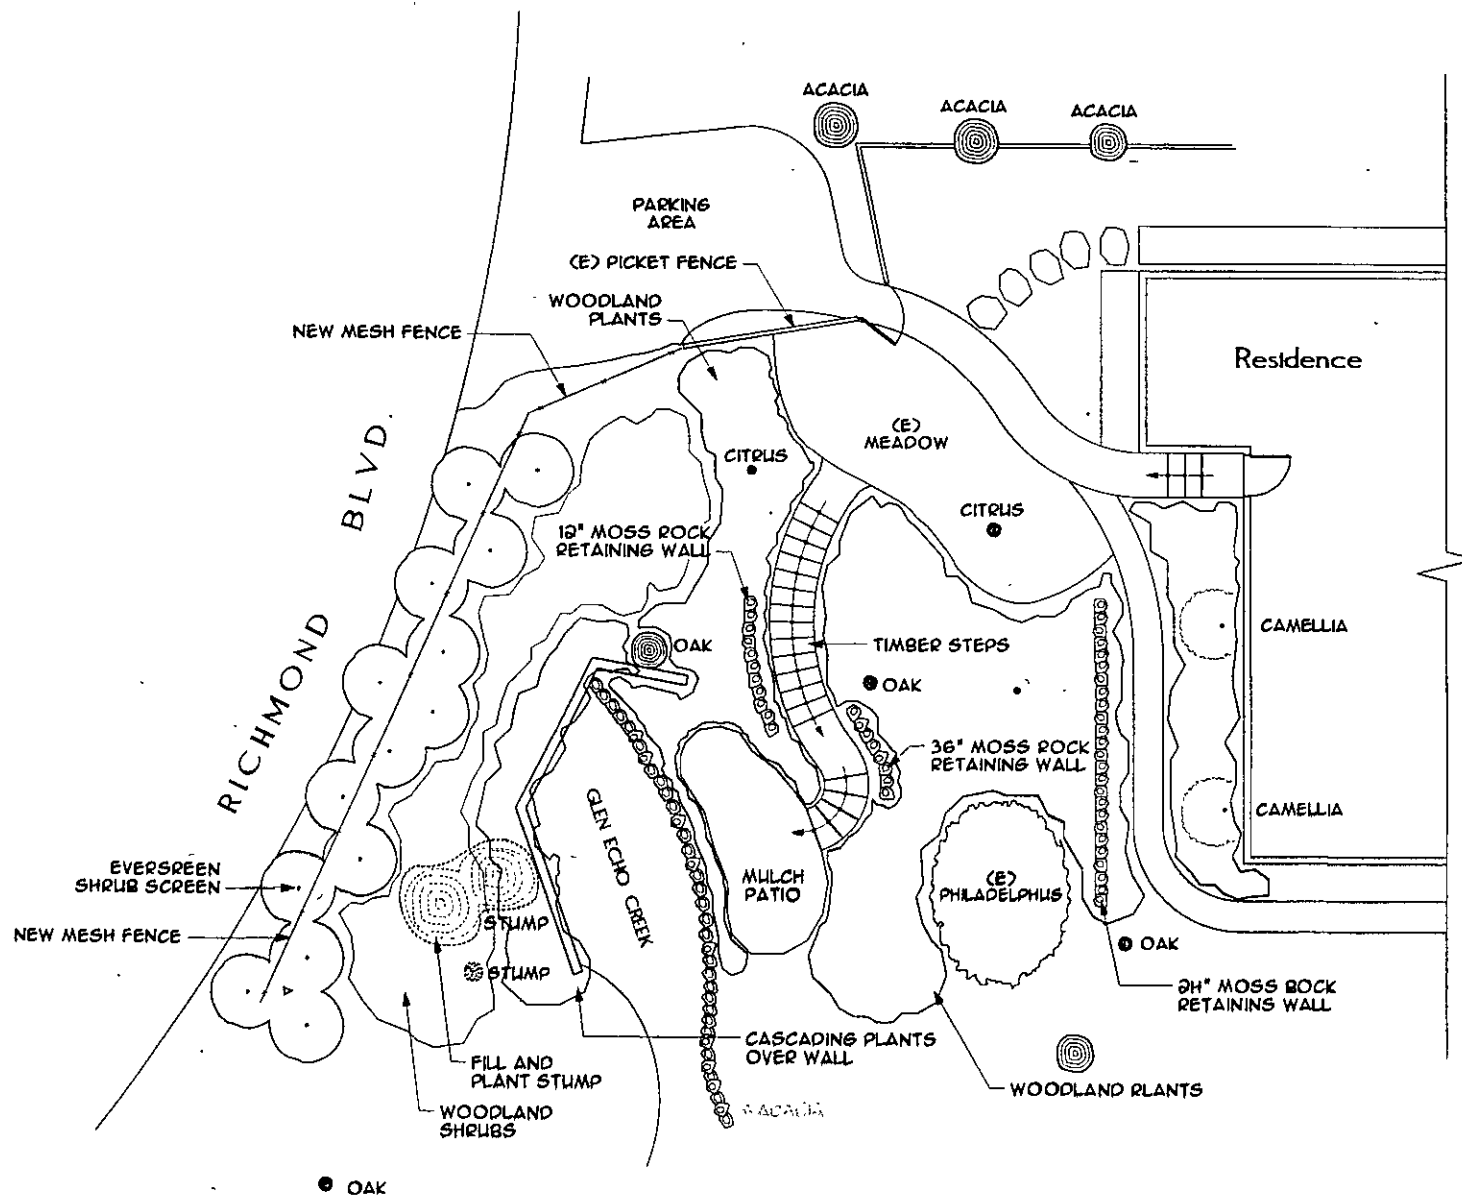 ACACIA
ACACIA
ACACIA
PARKING
AREA
(E) PICKET FENCE
WOODLAND
PLANTS
NEW MESH FENCE
Residence
(E)
MEADOW
BLVD.
RICHMOND
CITRUS
CITRUS
12" MOSS ROCK
RETAINING WALL
OAK
TIMBER STEPS
CAMELLIA
OAK
36" MOSS ROCK
RETAINING WALL
CAMELLIA
GLEN ECHO CREEK
EVERGREEN
SHRUB SCREEN
MULCH
PATIO
(E)
PHILADELPHUS
STUMP
NEW MESH FENCE
OAK
STUMP
24" MOSS ROCK
RETAINING WALL
CASCADING PLANTS
OVER WALL
FILL AND
PLANT STUMP
WOODLAND PLANTS
WOODLAND
SHRUBS
ACACIA
OAK